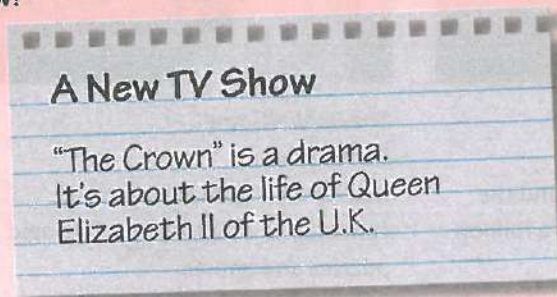 A New TV Show
"The Crown" is a drama.
It's about the life of Queen
Elizabeth II of the U.K.